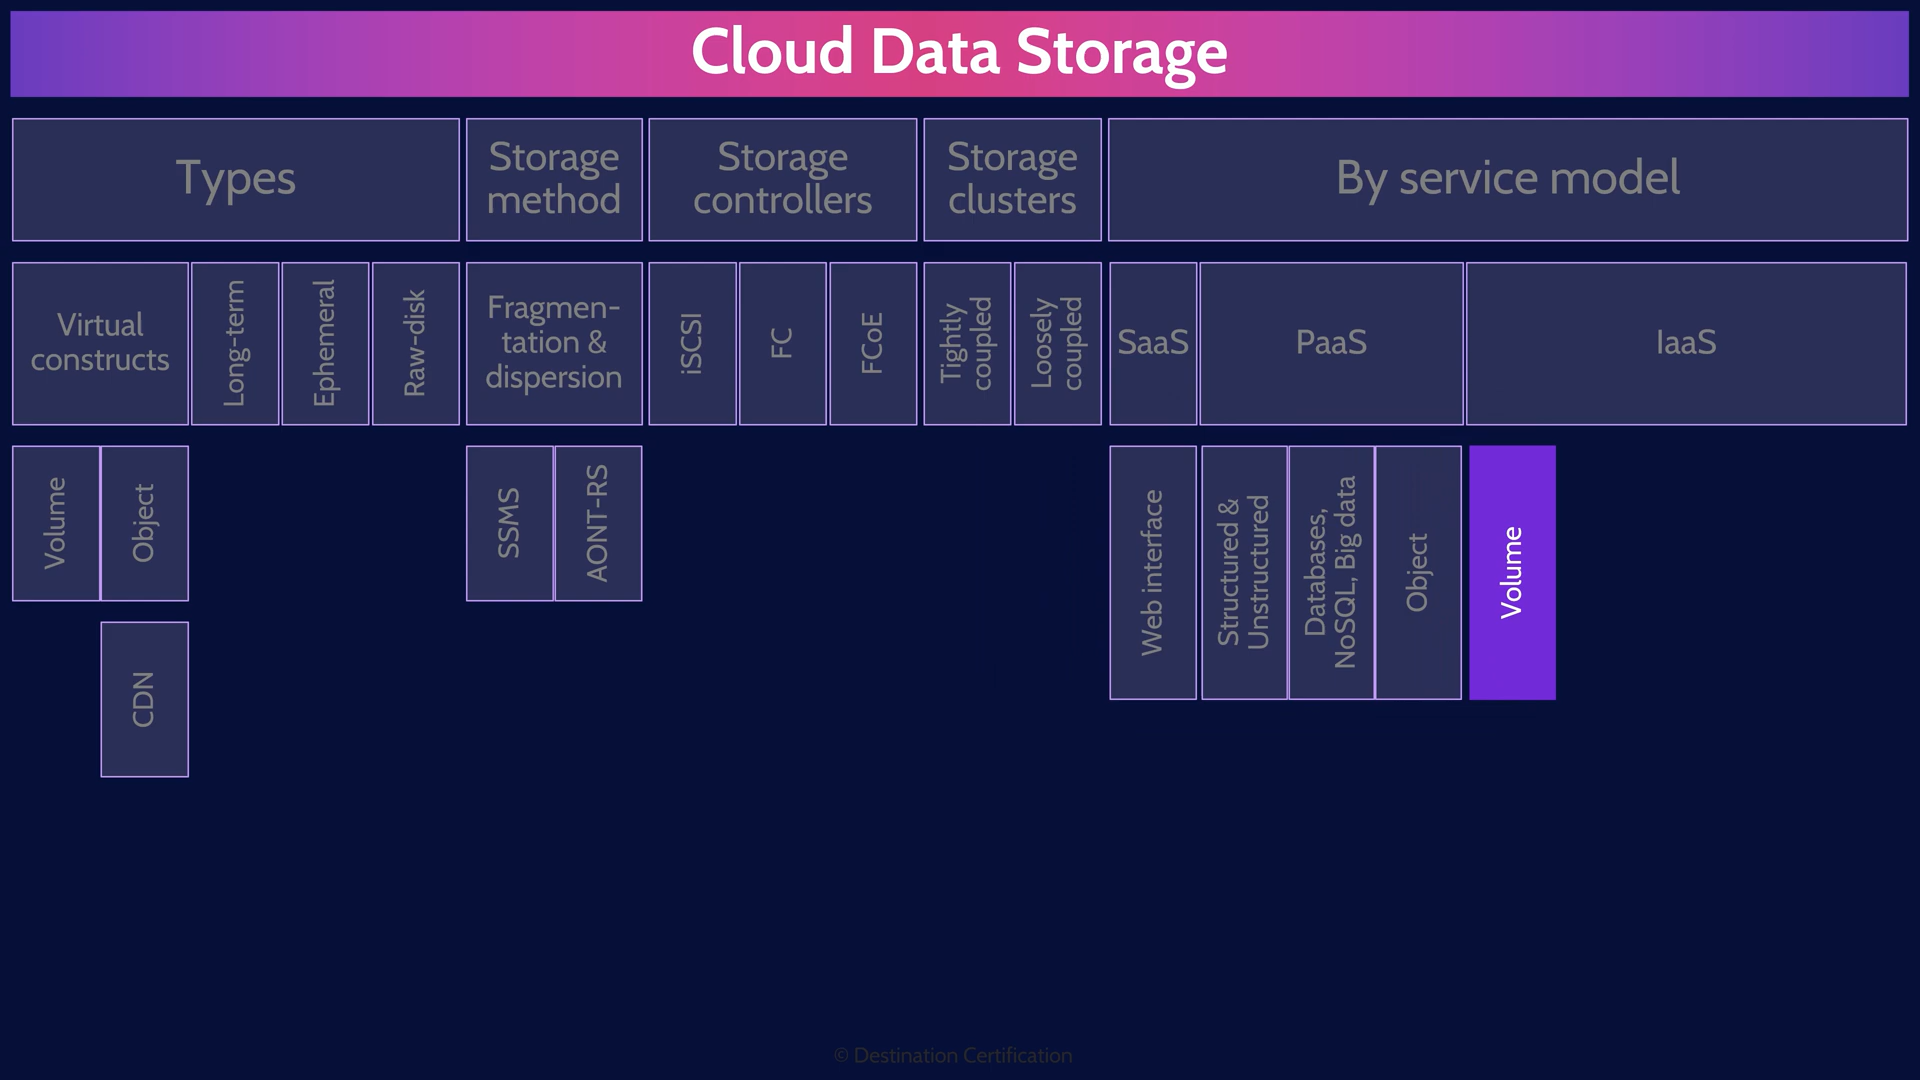 Cloud Data Storage
Types
Storage
method
Storage
controllers
Storage
clusters
By service model
Virtual
constructs
Long-term
Ephemeral
Raw-disk
Fragmen-
tation &
dispersion
iSCSI
FC
FCoE
Tightly
coupled
Loosely
coupled
SaaS
PaaS
IaaS
Volume
Object
SSMS
AONT-RS
Web interface
Structured &
Unstructured
Databases,
NoSQL, Big data
Object
Volume
CDN
© Destination Certification